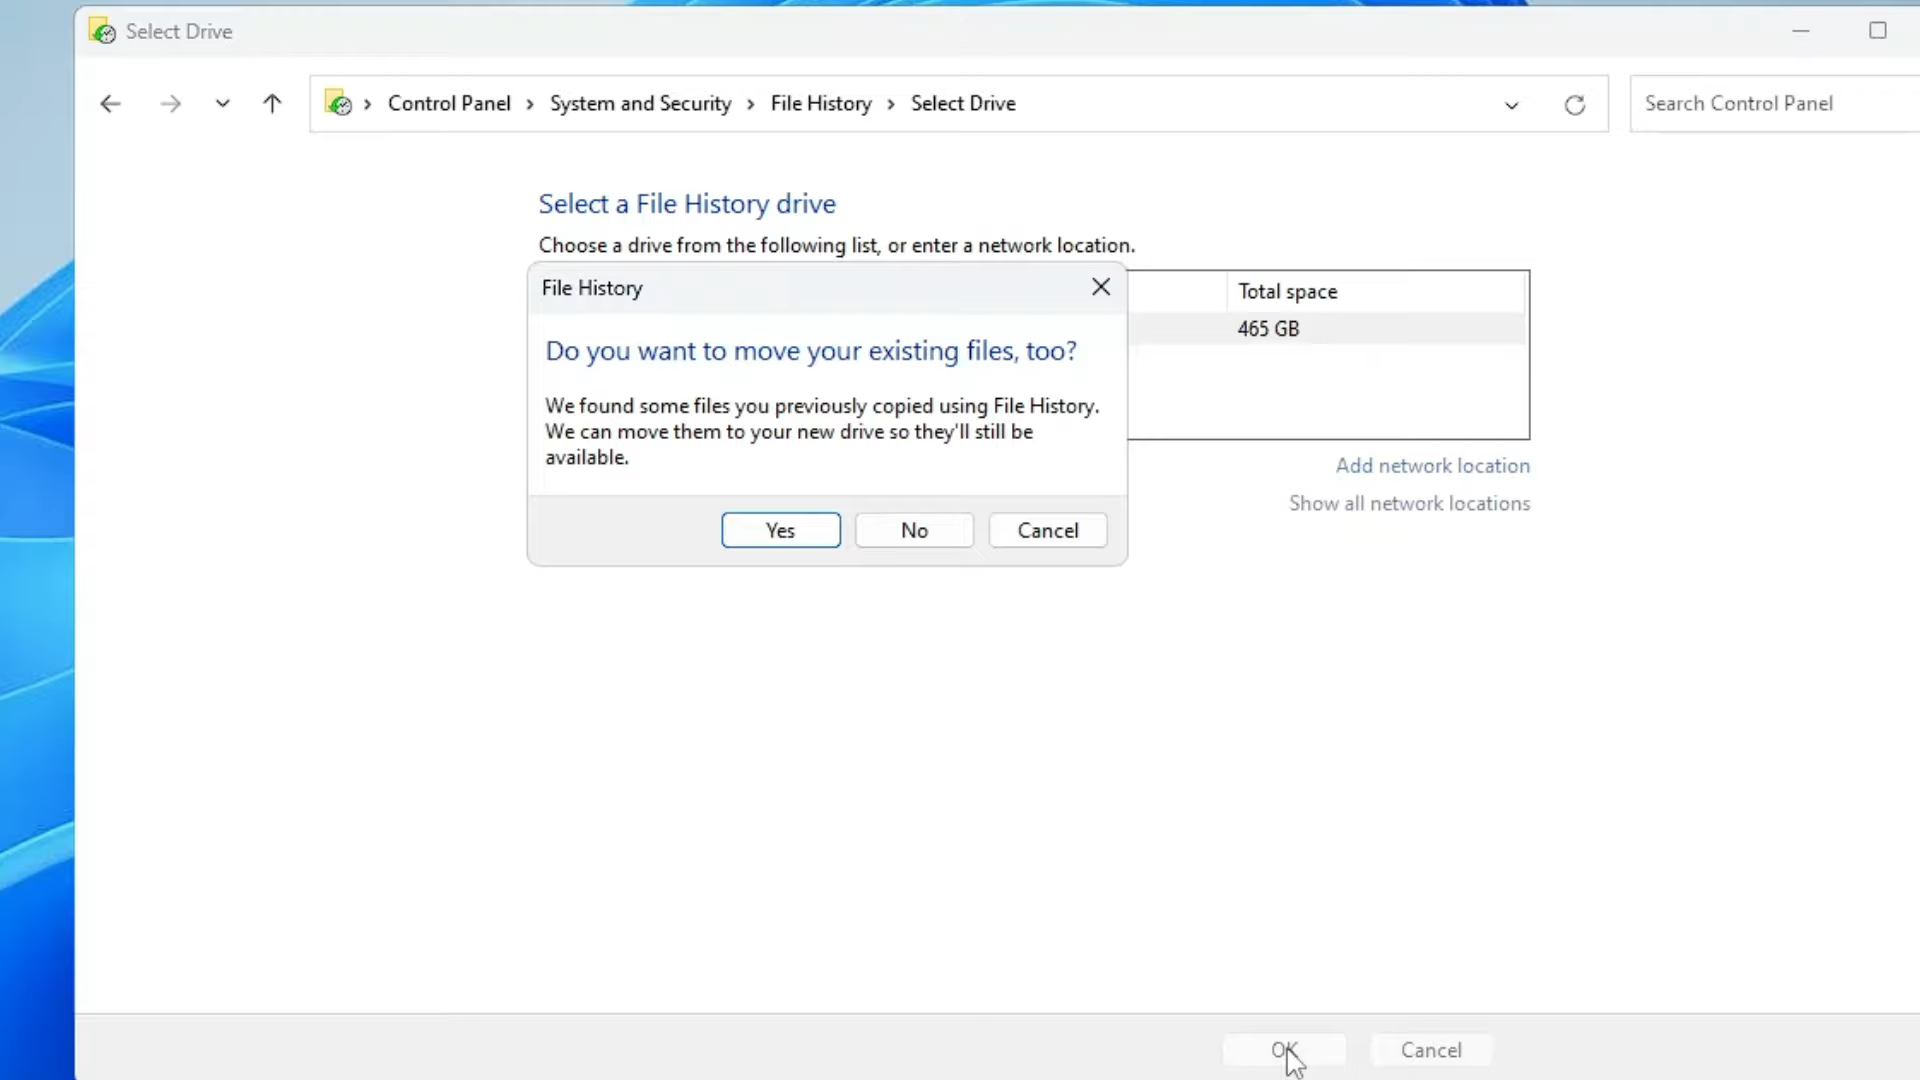 Select Drive
Control Panel › System and Security › File History › Select Drive
Search Control Panel
Select a File History drive
Choose a drive from the following list, or enter a network location.
File History
Total space
465 GB
Do you want to move your existing files, too?
We found some files you previously copied using File History.
We can move them to your new drive so they'll still be
available.
Yes No Cancel
Add network location
Show all network locations
OK Cancel